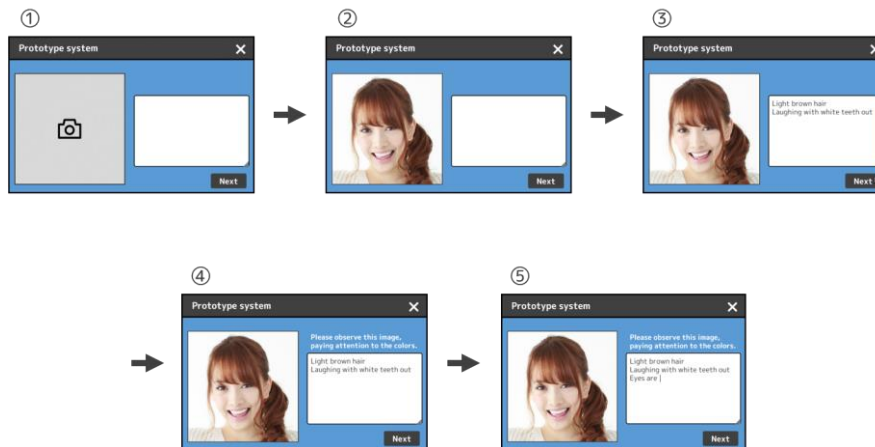 ①
Prototype system
Next
②
Prototype system
Next
③
Prototype system
Light brown hair
Laughing with white teeth out
Next
④
Prototype system
Please observe this image,
paying attention to the colors.
Light brown hair
Laughing with white teeth out
Next
⑤
Prototype system
Please observe this image,
paying attention to the colors.
Light brown hair
Laughing with white teeth out
Eyes are
Next